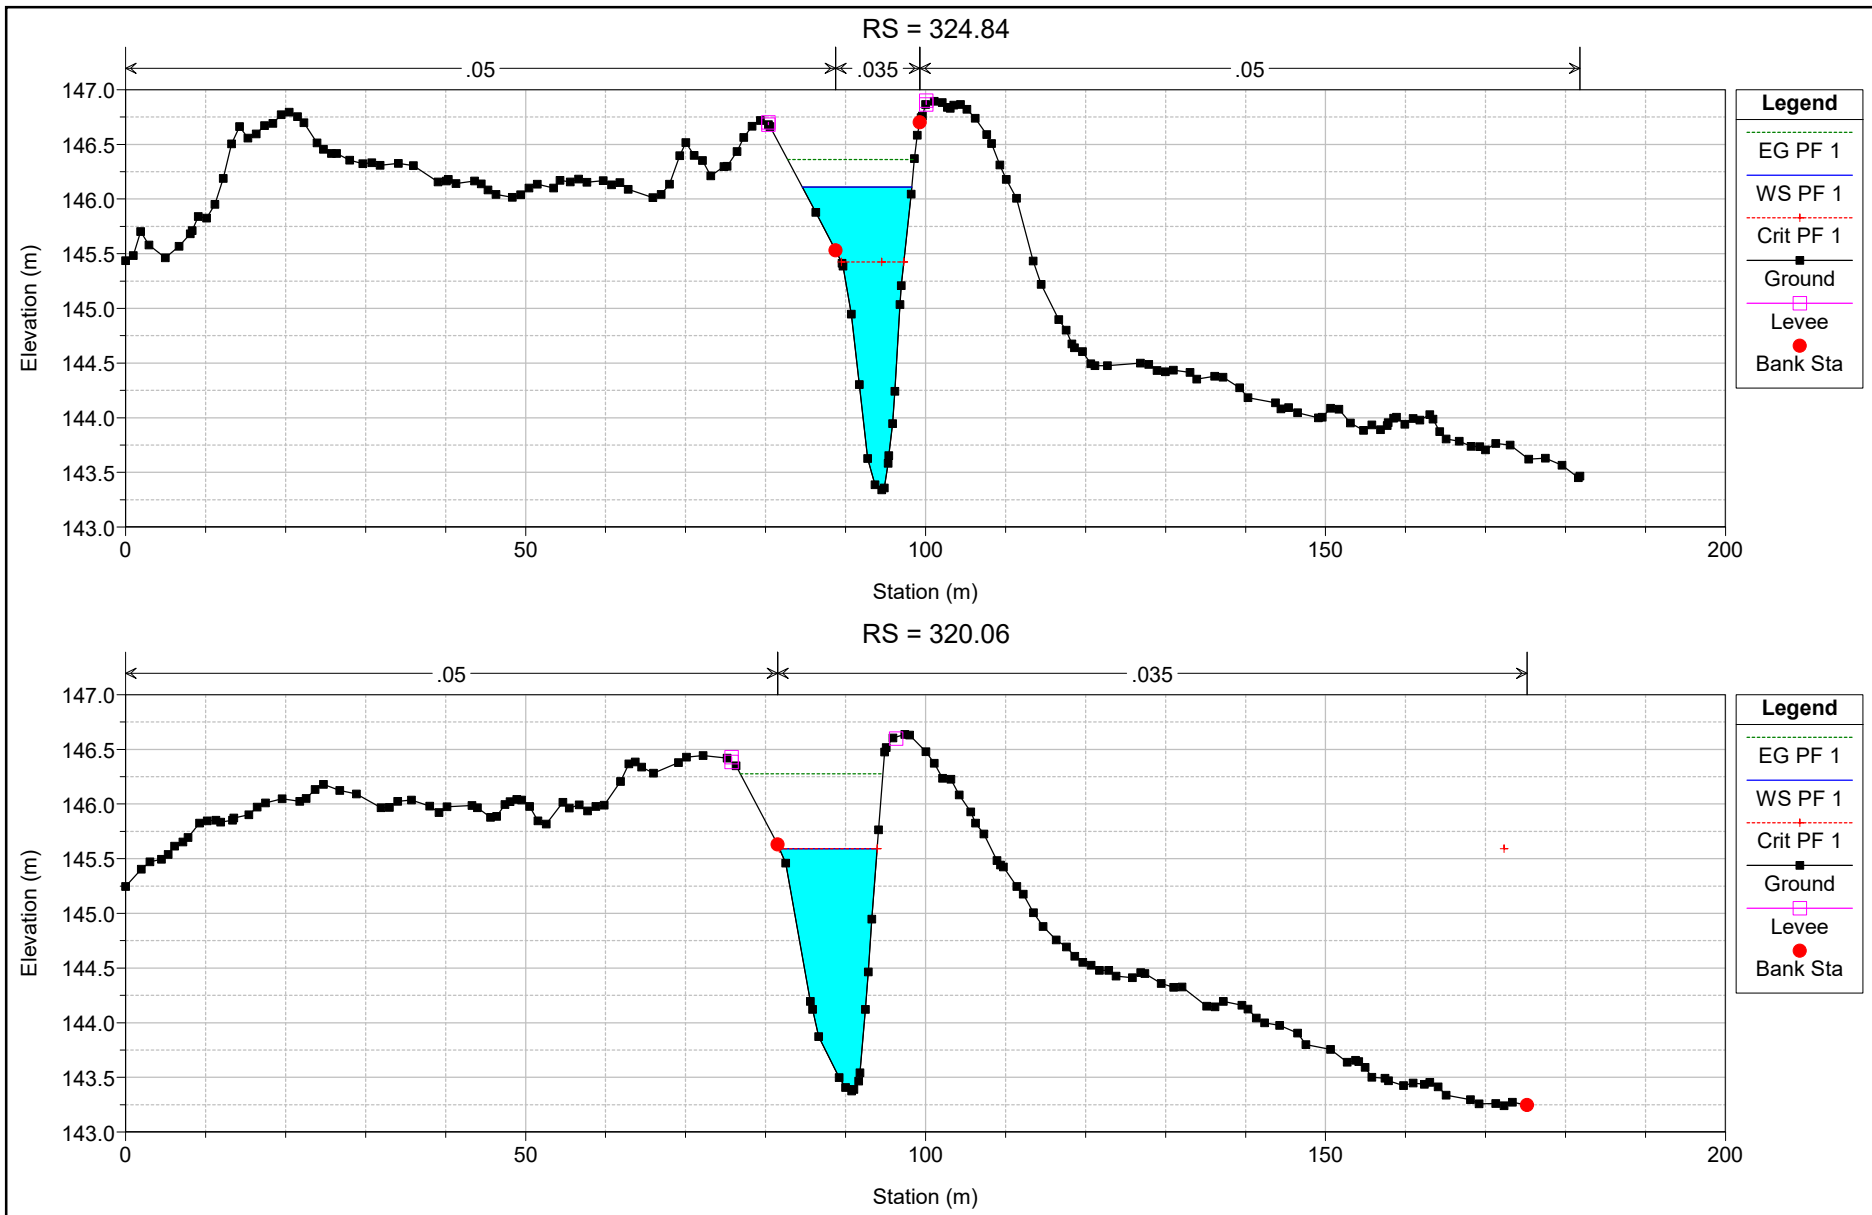 RS = 324.84
.05 .035 .05
147.0
146.5
146.0
145.5
145.0
144.5
144.0
143.5
143.0
Elevation (m)
0 50 100 150 200
Station (m)
Legend
EG PF 1
WS PF 1
Crit PF 1
Ground
Levee
Bank Sta
RS = 320.06
.05 .035
147.0
146.5
146.0
145.5
145.0
144.5
144.0
143.5
143.0
Elevation (m)
0 50 100 150 200
Station (m)
Legend
EG PF 1
WS PF 1
Crit PF 1
Ground
Levee
Bank Sta